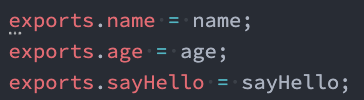 exports.name = name;
exports.age = age;
exports.sayHello = sayHello;